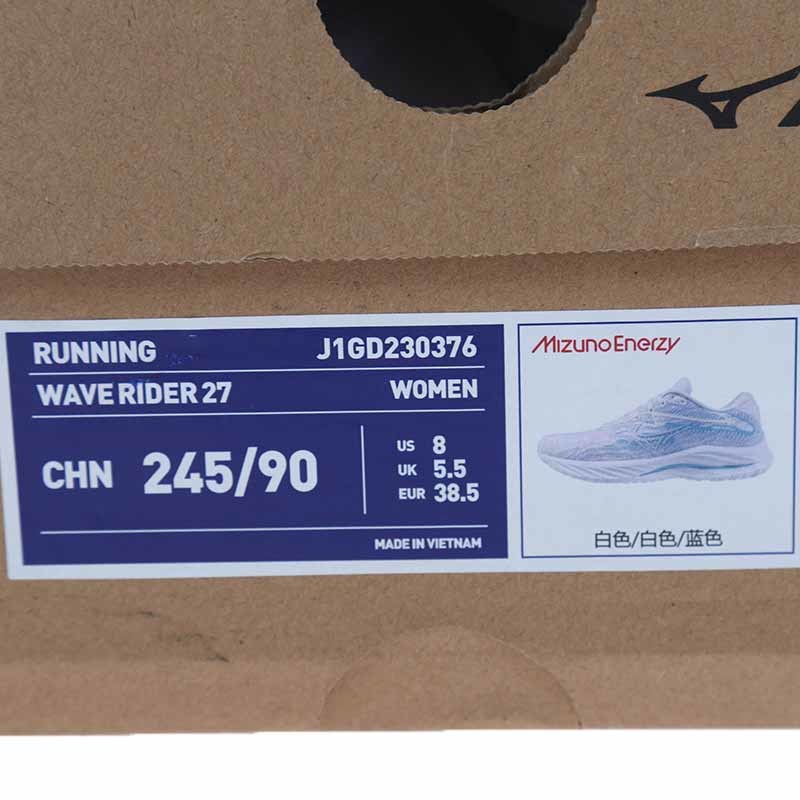 RUNNING J1GD230376
WAVE RIDER 27 WOMEN
CHN 245/90
US 8
UK 5.5
EUR 38.5
MADE IN VIETNAM
MizunoEnerzy
白色/白色/蓝色